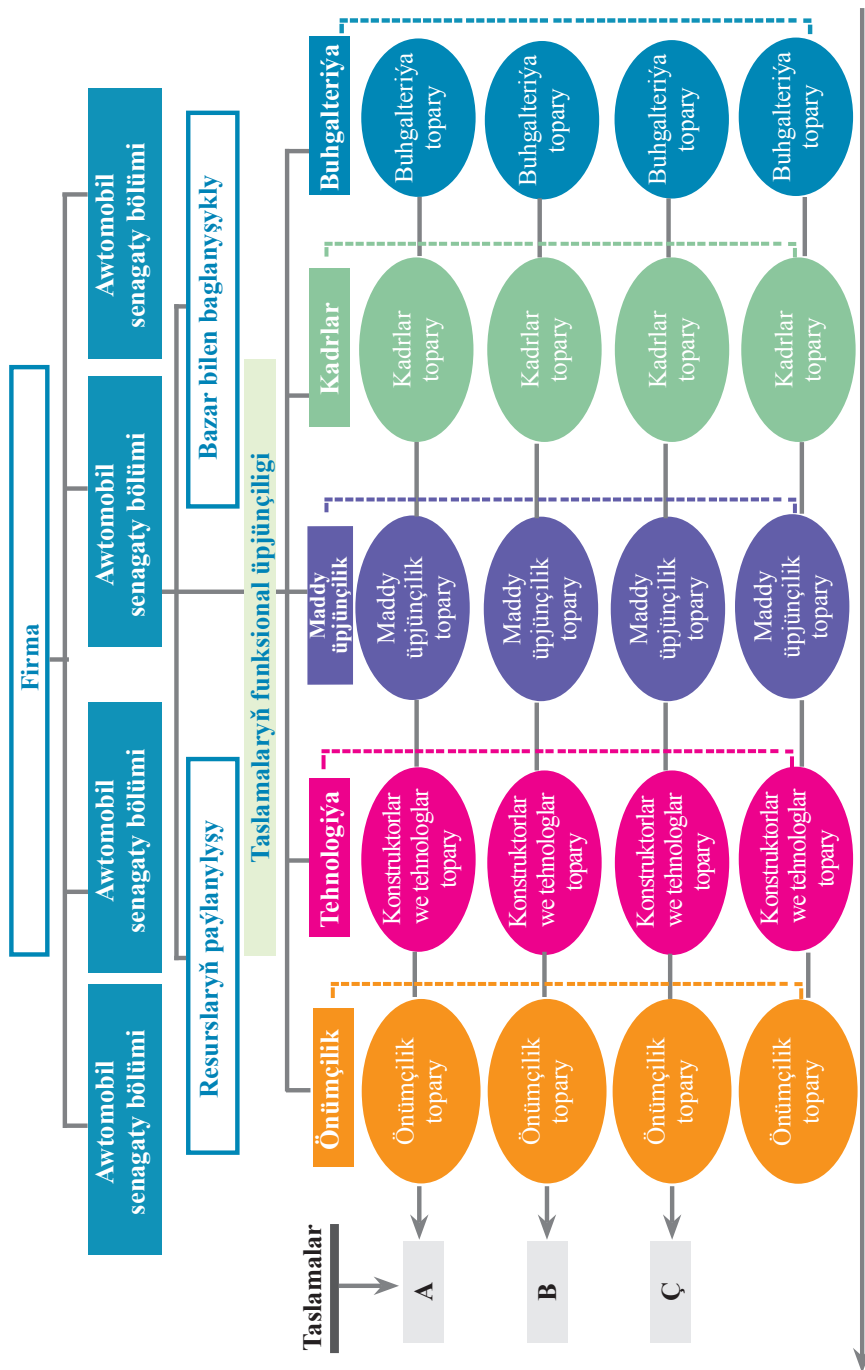 Firma
Awtomobil
senagaty bölümi
Awtomobil
senagaty bölümi
Awtomobil
senagaty bölümi
Awtomobil
senagaty bölümi
Resurslaryň paýlanylyşy
Bazar bilen baglanyşykly
Taslamalaryň funksional üpjünçiligi
Taslamalar
Önümçilik
Tehnologiýa
Maddy
üpjünçilik
Kadrlar
Buhgalteriýa
A
Önümçilik
topary
Konstruktorlar
we tehnologlar
topary
Maddy
üpjünçilik
topary
Kadrlar
topary
Buhgalteriýa
topary
B
Önümçilik
topary
Konstruktorlar
we tehnologlar
topary
Maddy
üpjünçilik
topary
Kadrlar
topary
Buhgalteriýa
topary
Ç
Önümçilik
topary
Konstruktorlar
we tehnologlar
topary
Maddy
üpjünçilik
topary
Kadrlar
topary
Buhgalteriýa
topary
Önümçilik
topary
Konstruktorlar
we tehnologlar
topary
Maddy
üpjünçilik
topary
Kadrlar
topary
Buhgalteriýa
topary